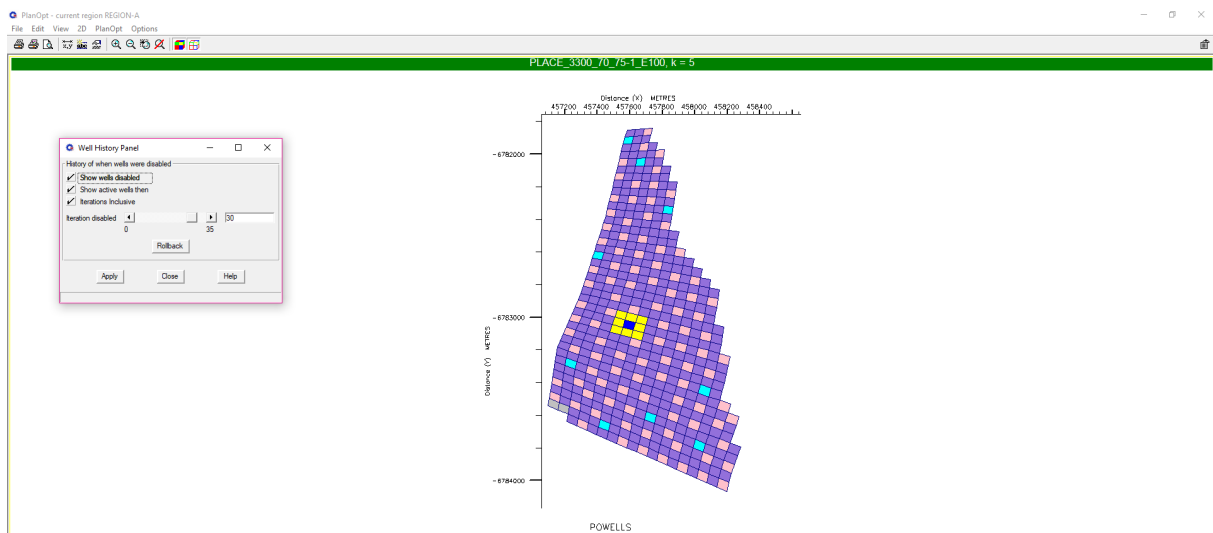 PlanOpt - current region REGION-A
File Edit View 2D PlanOpt Options
PLACE_3300_70_75-1_E100, k = 5
Distance (X) METRES
457200 457400 457600 457800 458000 458200 458400
Well History Panel
History of when wells were disabled
Show wells disabled
Show active wells then
Iterations Inclusive
Iteration disabled 30
0 35
Rollback
Apply Close Help
-6782000
-6783000
Distance (Y) METRES
-6784000
POWELLS